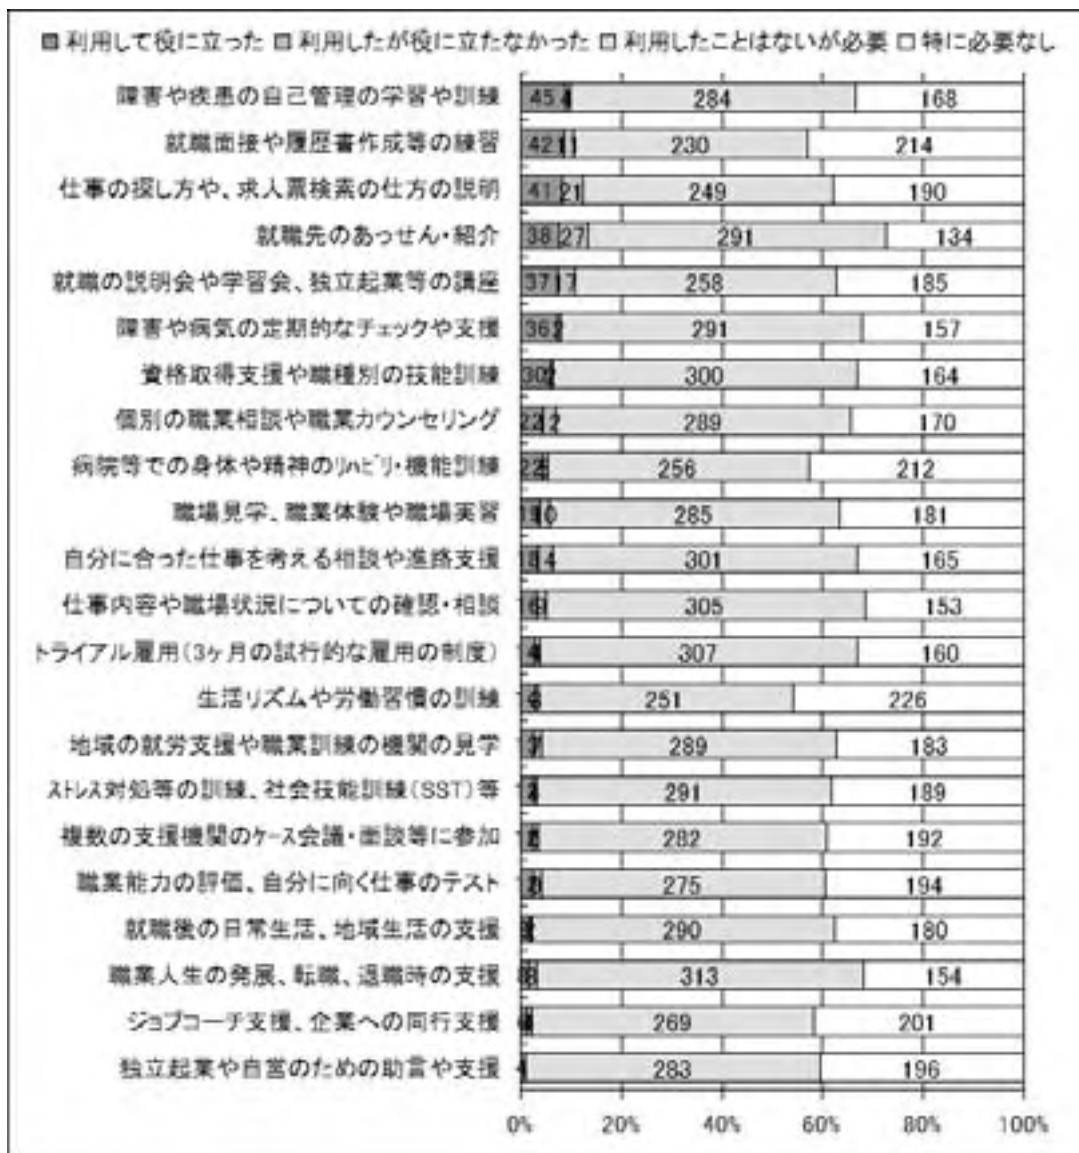 ■ 利用して役に立った ■ 利用したが役に立たなかった □ 利用したことはないが必要 □ 特に必要なし
障害や疾患の自己管理の学習や訓練 45 4 284 168
就職面接や履歴書作成等の練習 42 11 230 214
仕事の探し方や、求人票検索の仕方の説明 41 21 249 190
就職先のあっせん・紹介 38 27 291 134
就職の説明会や学習会、独立起業等の講座 37 17 258 185
障害や病気の定期的なチェックや支援 36 2 291 157
資格取得支援や職種別の技能訓練 30 2 300 164
個別の職業相談や職業カウンセリング 22 12 289 170
病院等での身体や精神のﾘﾊﾋﾞﾘ・機能訓練 22 256 212
職場見学、職業体験や職場実習 10 285 181
自分に合った仕事を考える相談や進路支援 14 301 165
仕事内容や職場状況についての確認・相談 305 153
トライアル雇用(3ヶ月の試行的な雇用の制度) 307 160
生活リズムや労働習慣の訓練 251 226
地域の就労支援や職業訓練の機関の見学 289 183
ｽﾄﾚｽ対処等の訓練、社会技能訓練(SST)等 291 189
複数の支援機関のｹｰｽ会議・面談等に参加 282 192
職業能力の評価、自分に向く仕事のテスト 275 194
就職後の日常生活、地域生活の支援 290 180
職業人生の発展、転職、退職時の支援 313 154
ジョブコーチ支援、企業への同行支援 269 201
独立起業や自営のための助言や支援 283 196
0% 20% 40% 60% 80% 100%